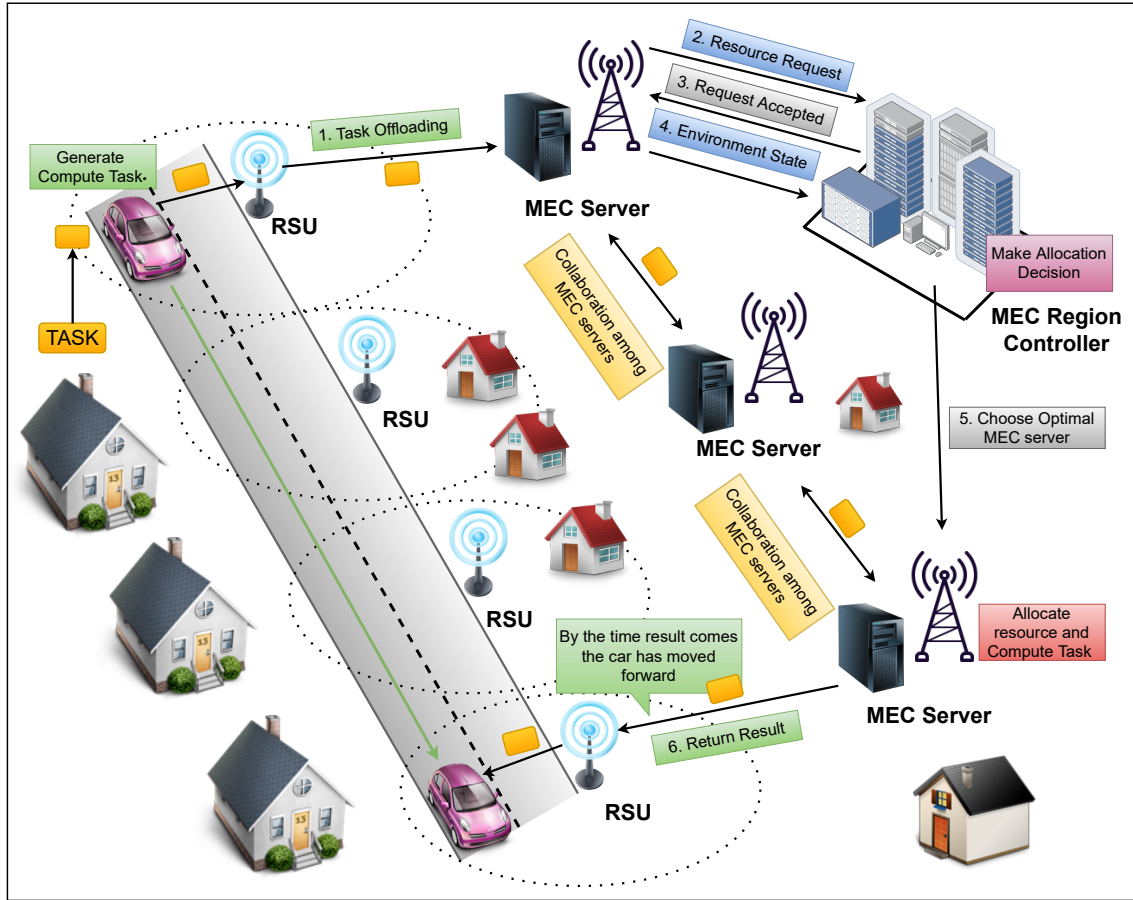 2. Resource Request
3. Request Accepted
4. Environment State
1. Task Offloading
Generate
Compute Task.
RSU
MEC Server
Make Allocation
Decision
MEC Region
Controller
TASK
Collaboration among
MEC servers
RSU
MEC Server
5. Choose Optimal
MEC server
RSU
Collaboration among
MEC servers
Allocate
resource and
Compute Task
By the time result comes
the car has moved
forward
MEC Server
6. Return Result
RSU
13
13
13